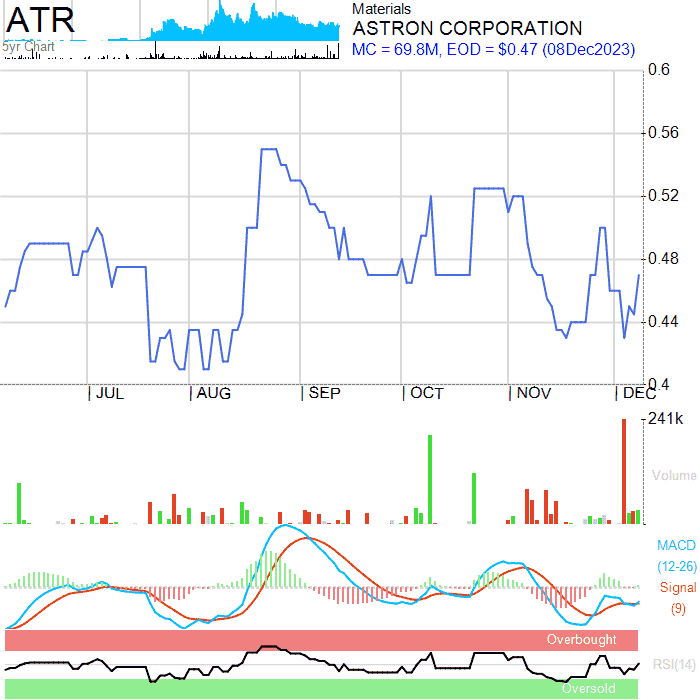 ATR
5yr Chart
Materials
ASTRON CORPORATION
MC = 69.8M, EOD = $0.47 (08Dec2023)
0.6
0.56
0.52
0.48
0.44
0.4
JUL AUG SEP OCT NOV DEC
241k
Volume
MACD
(12-26)
Signal
(9)
Overbought
RSI(14)
Oversold